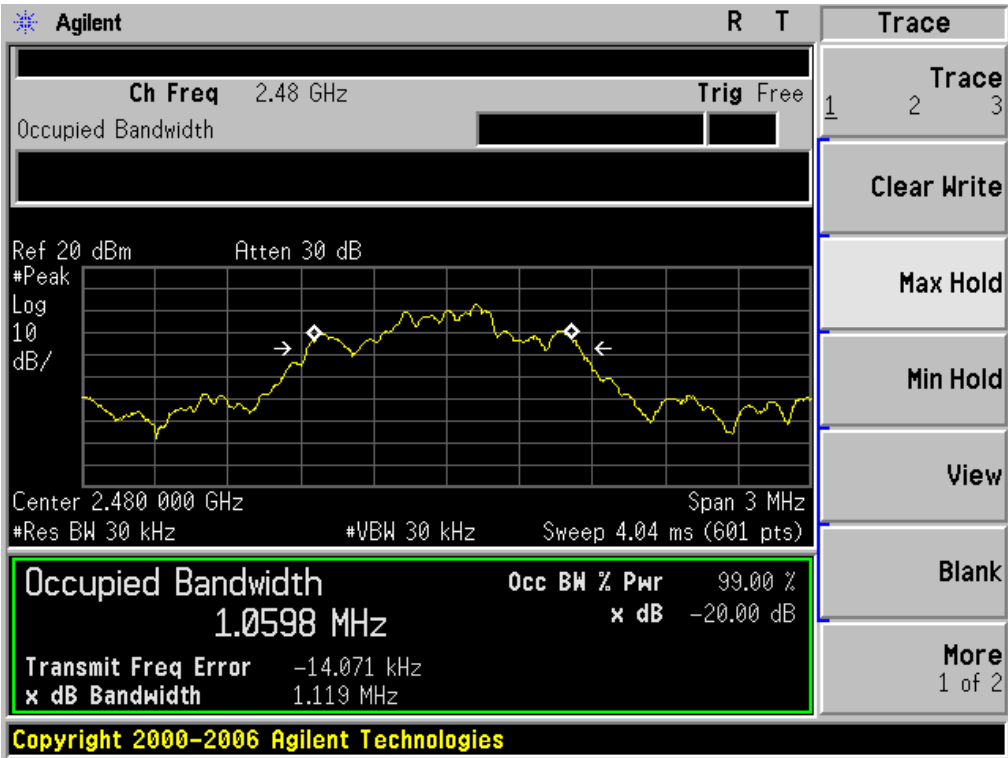 Agilent R T Trace
Ch Freq 2.48 GHz Trig Free
Occupied Bandwidth
Trace
1 2 3
Clear Write
Max Hold
Min Hold
View
Blank
More
1 of 2
Ref 20 dBm Atten 30 dB
#Peak
Log
10
dB/
Center 2.480 000 GHz Span 3 MHz
#Res BW 30 kHz #VBW 30 kHz Sweep 4.04 ms (601 pts)
Occupied Bandwidth Occ BW % Pwr 99.00 %
1.0598 MHz x dB -20.00 dB
Transmit Freq Error -14.071 kHz
x dB Bandwidth 1.119 MHz
Copyright 2000-2006 Agilent Technologies